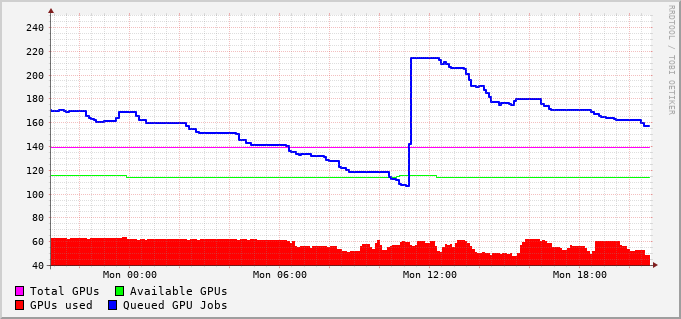 RRDTOOL / TOBI OETIKER
240
220
200
180
160
140
120
100
80
60
40
Mon 00:00 Mon 06:00 Mon 12:00 Mon 18:00
Total GPUs Available GPUs
GPUs used Queued GPU Jobs